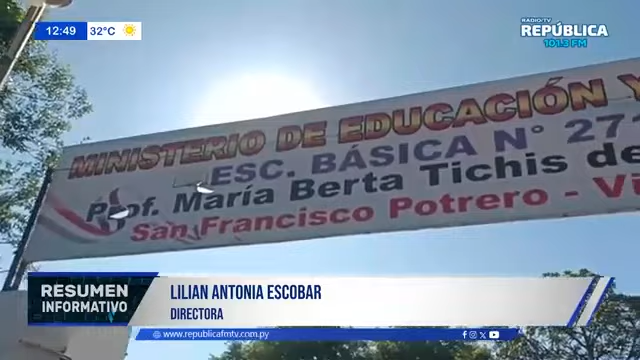 12:49
32°C
RADIO/TV
REPÚBLICA
101.3 FM
MINISTERIO DE EDUCACIÓN Y
ESC. BÁSICA N° 27
Prof. María Berta Tichis de
San Francisco Potrero - Vi
RESUMEN
INFORMATIVO
LILIAN ANTONIA ESCOBAR
DIRECTORA
www.republicafmtv.com.py